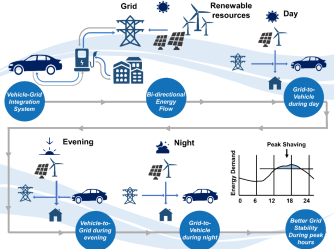 Grid
Renewable
resources
Day
Vehicle-Grid
Integration
System
Bi-directional
Energy
Flow
Grid-to
Vehicle
during day
Evening
Night
Peak Shaving
Energy Demand
0 6 12 18 24
Vehicle-to
Grid during
evening
Grid-to
Vehicle
during night
Better Grid
Stability
During peak
hours